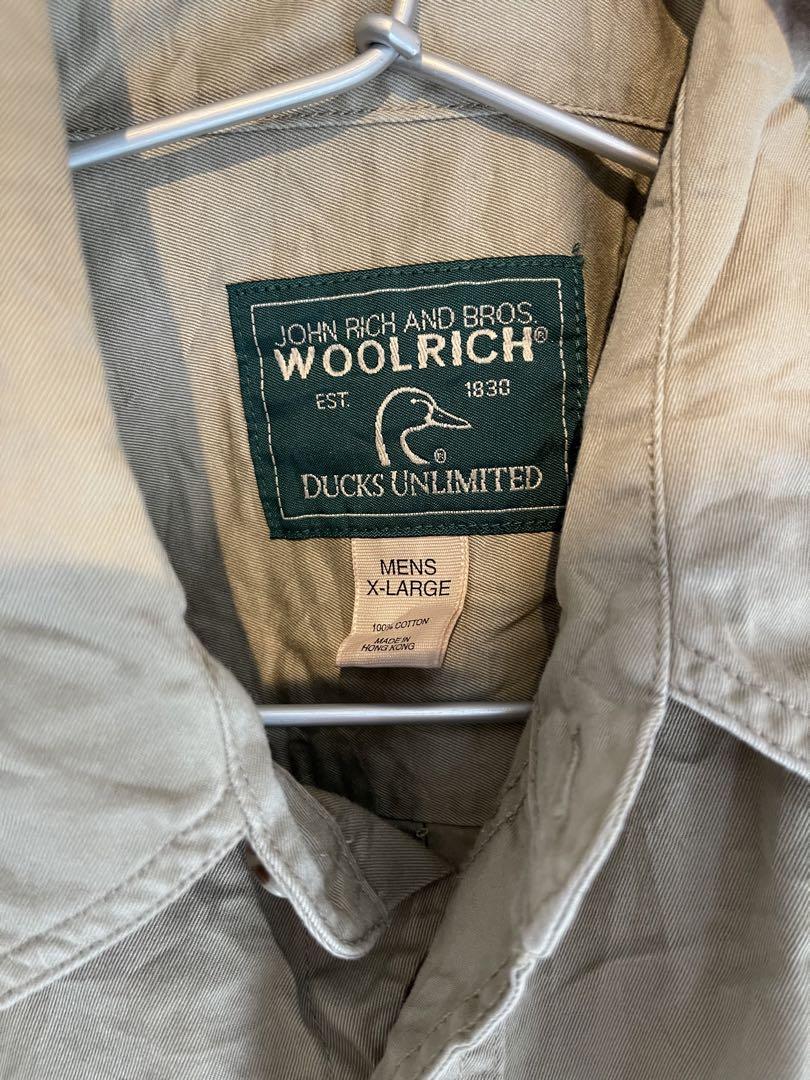 JOHN RICH AND BROS.
WOOLRICH®
EST. 1830
®
DUCKS UNLIMITED
MENS
X-LARGE
100% COTTON
MADE IN
HONG KONG